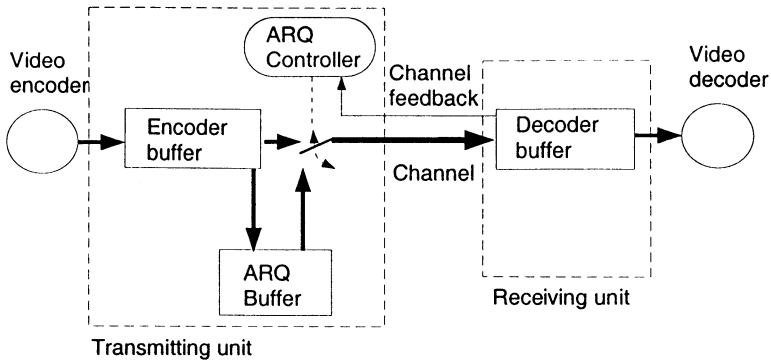 Video
encoder
ARQ
Controller
Channel
feedback
Video
decoder
Encoder
buffer
Decoder
buffer
Channel
ARQ
Buffer
Receiving unit
Transmitting unit